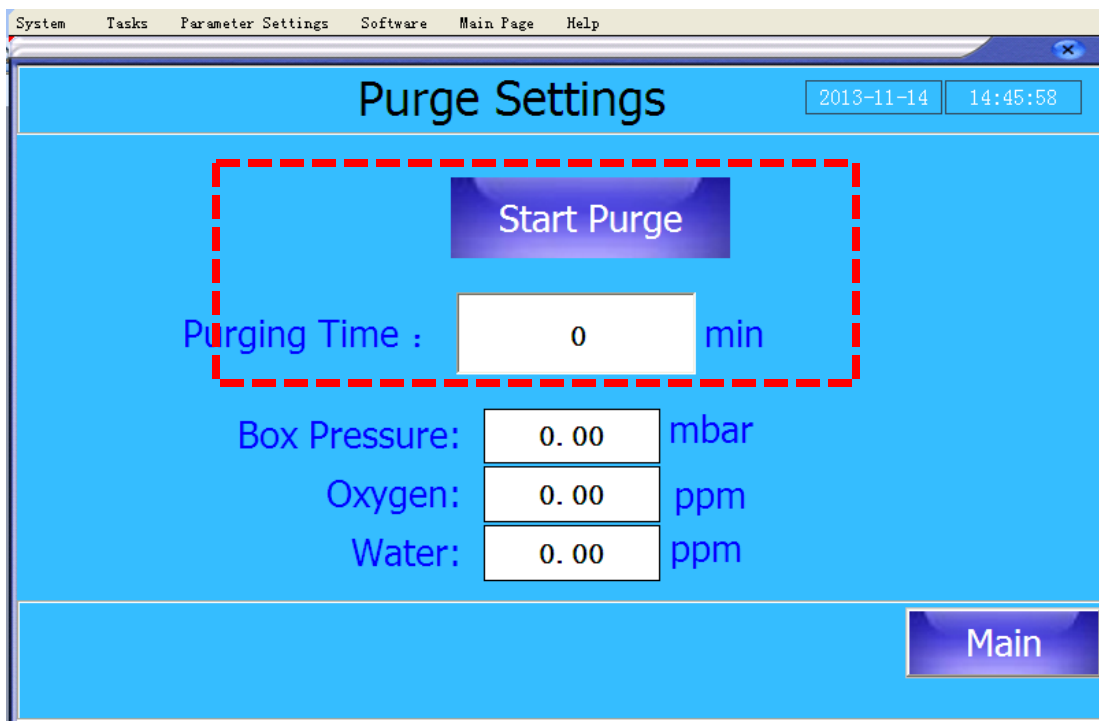 System Tasks Parameter Settings Software Main Page Help
Purge Settings 2013-11-14 14:45:58
Start Purge
Purging Time： 0 min
Box Pressure: 0.00 mbar
Oxygen: 0.00 ppm
Water: 0.00 ppm
Main